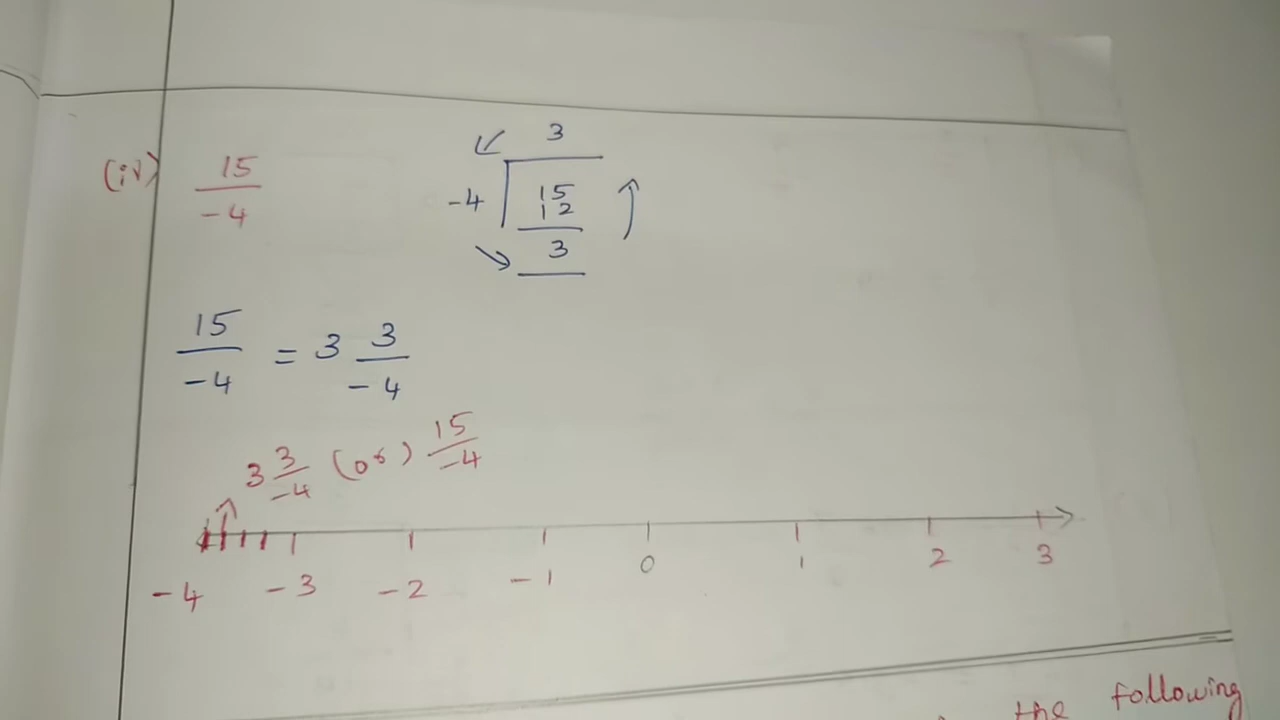 (iv) 15/-4
3
-4 15
12
3
15/-4 = 3 3/-4
3 3/-4 (or) 15/-4
-4 -3 -2 -1 0 1 2 3
the following